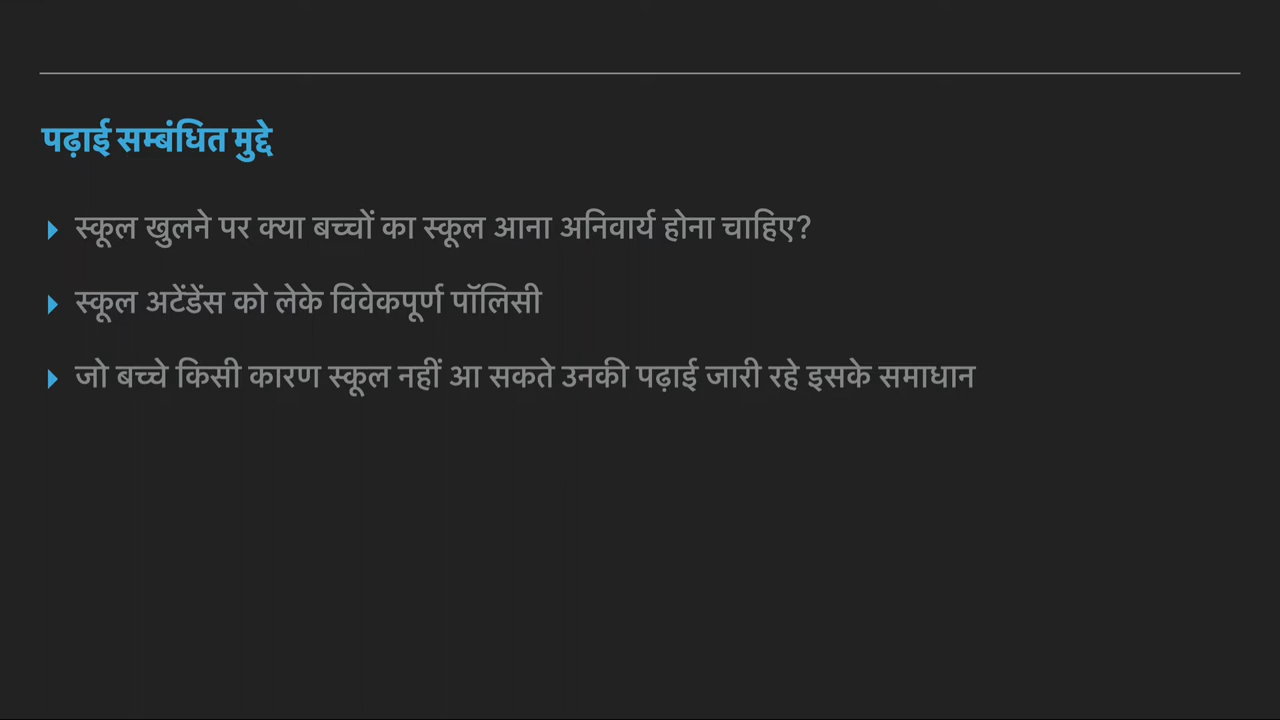 पढ़ाई सम्बंधित मुद्दे
स्कूल खुलने पर क्या बच्चों का स्कूल आना अनिवार्य होना चाहिए?
स्कूल अटेंडेंस को लेके विवेकपूर्ण पॉलिसी
जो बच्चे किसी कारण स्कूल नहीं आ सकते उनकी पढ़ाई जारी रहे इसके समाधान